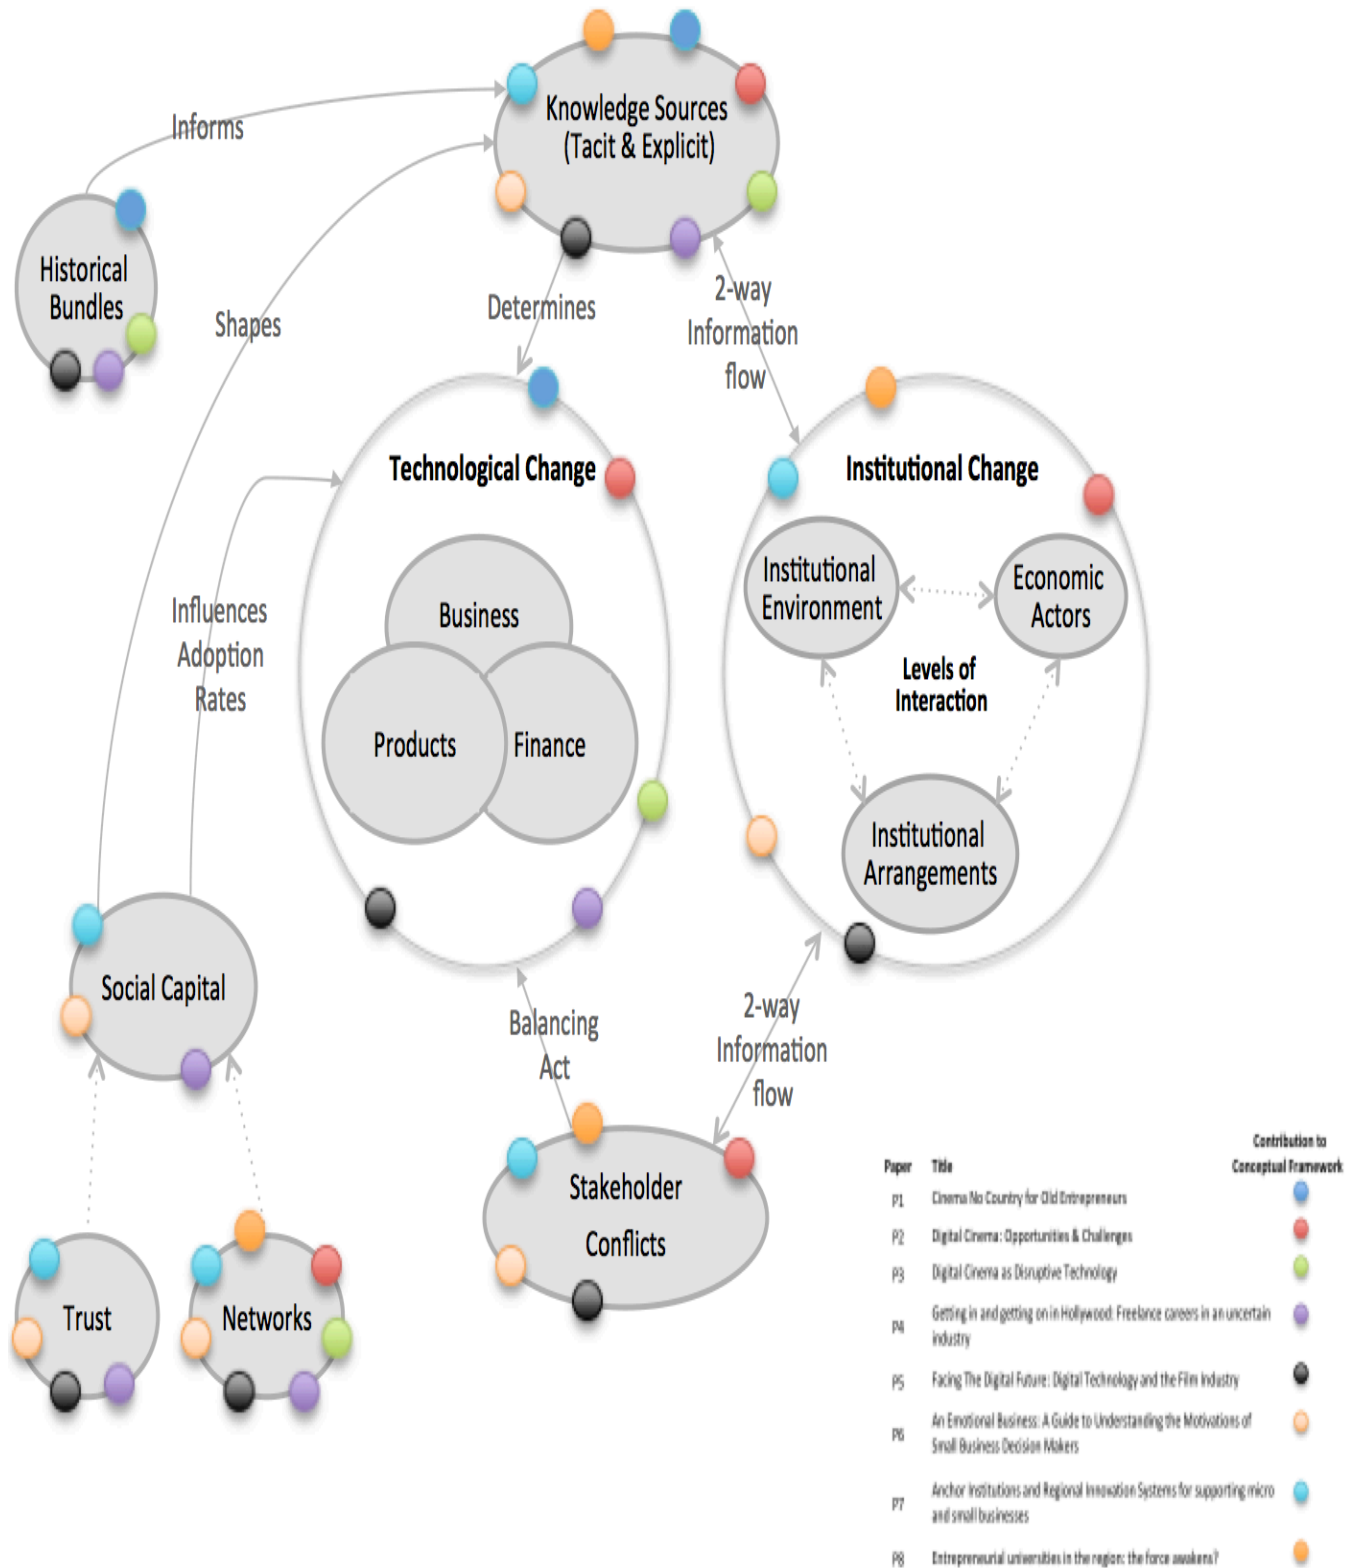 Knowledge Sources
(Tacit & Explicit)
Informs
Historical
Bundles
Shapes
Determines
2-way
Information
flow
Technological Change
Institutional Change
Business
Products
Finance
Institutional
Environment
Economic
Actors
Levels of
Interaction
Institutional
Arrangements
Influences
Adoption
Rates
Social Capital
Balancing
Act
2-way
Information
flow
Stakeholder
Conflicts
Trust
Networks
Contribution to
Paper Title Conceptual Framework
P1 Cinema No Country for Old Entrepreneurs
P2 Digital Cinema: Opportunities & Challenges
P3 Digital Cinema as Disruptive Technology
P4 Getting in and getting on in Hollywood: Freelance careers in an uncertain
industry
P5 Facing The Digital Future: Digital Technology and the Film Industry
P6 An Emotional Business: A Guide to Understanding the Motivations of
Small Business Decision Makers
P7 Anchor Institutions and Regional Innovation Systems for supporting micro
and small businesses
P8 Entrepreneurial universities in the region: the force awakens?